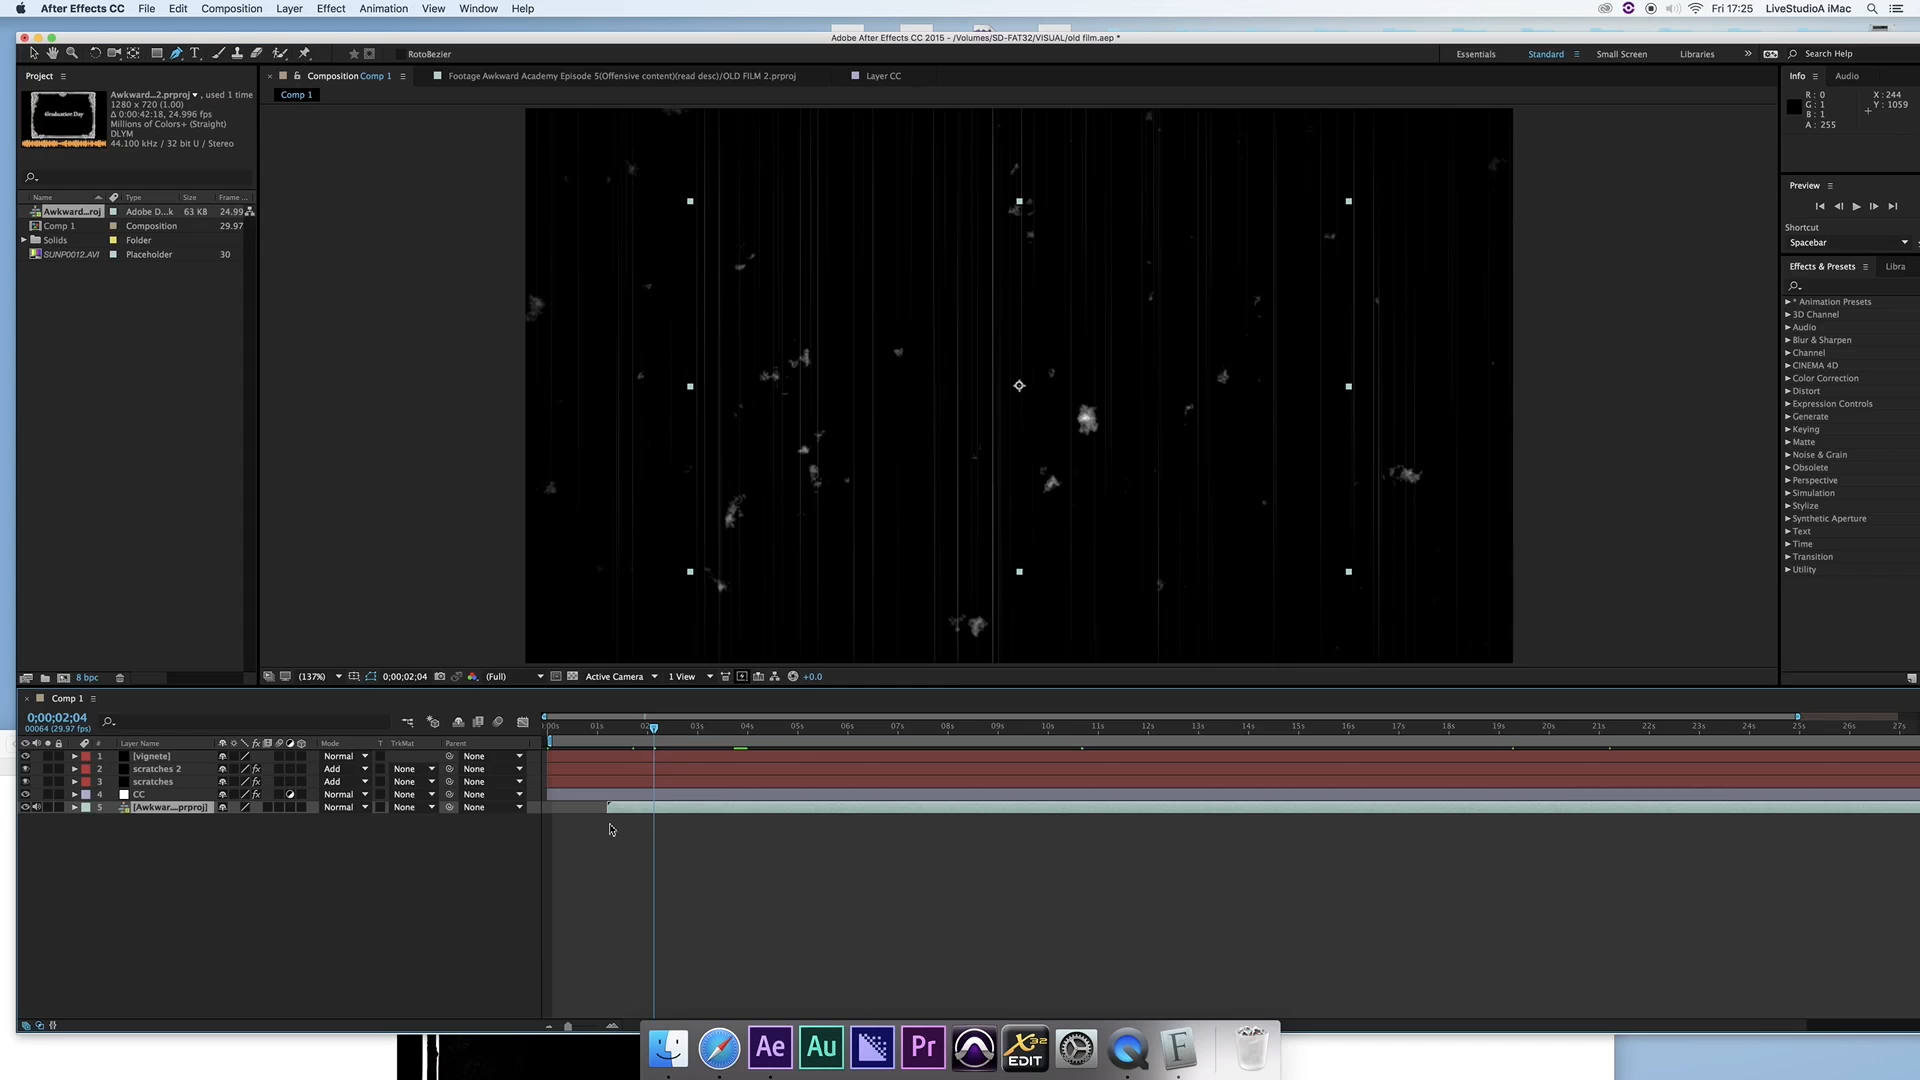 After Effects CC File Edit Composition Layer Effect Animation View Window Help Fri 17:25 LiveStudioA iMac
Adobe After Effects CC 2015 - /Volumes/SD-FAT32/VISUAL/old film.aep *
RotoBezier Essentials Standard Small Screen Libraries » Search Help
Project Composition Comp 1 Footage Awkward Academy Episode 5(Offensive content)(read desc)/OLD FILM 2.prproj Layer CC Info Audio
Comp 1
Awkward...2.prproj , used 1 time
1280 x 720 (1.00)
Δ 0:00:42:18, 24.996 fps
Millions of Colors+ (Straight)
DLYM
44.100 kHz / 32 bit U / Stereo
Graduation Day
R : 0 X : 244
G : 1 Y : 1059
B : 1
A : 255
Preview
Shortcut
Spacebar
Name Type Size Frame ...
Awkward...roj Adobe D...k 63 KB 24.99
Comp 1 Composition 29.97
Solids Folder
SUNP0012.AVI Placeholder 30
Effects & Presets Libra
* Animation Presets
3D Channel
Audio
Blur & Sharpen
Channel
CINEMA 4D
Color Correction
Distort
Expression Controls
Generate
Keying
Matte
Noise & Grain
Obsolete
Perspective
Simulation
Stylize
Synthetic Aperture
Text
Time
Transition
Utility
8 bpc (137%) 0;00;02;04 (Full) Active Camera 1 View +0.0
Comp 1
0;00;02;04
00064 (29.97 fps)
:00s 01s 02s 03s 04s 05s 06s 07s 08s 09s 10s 11s 12s 13s 14s 15s 16s 17s 18s 19s 20s 21s 22s 23s 24s 25s 26s 27s
# Layer Name Mode T TrkMat Parent
1 [vignete] Normal None
2 scratches 2 fx Add None None
3 scratches Add None None
4 CC fx Normal None None
5 [Awkwar....prproj] Normal None None
Ae Au Pr X32 EDIT F